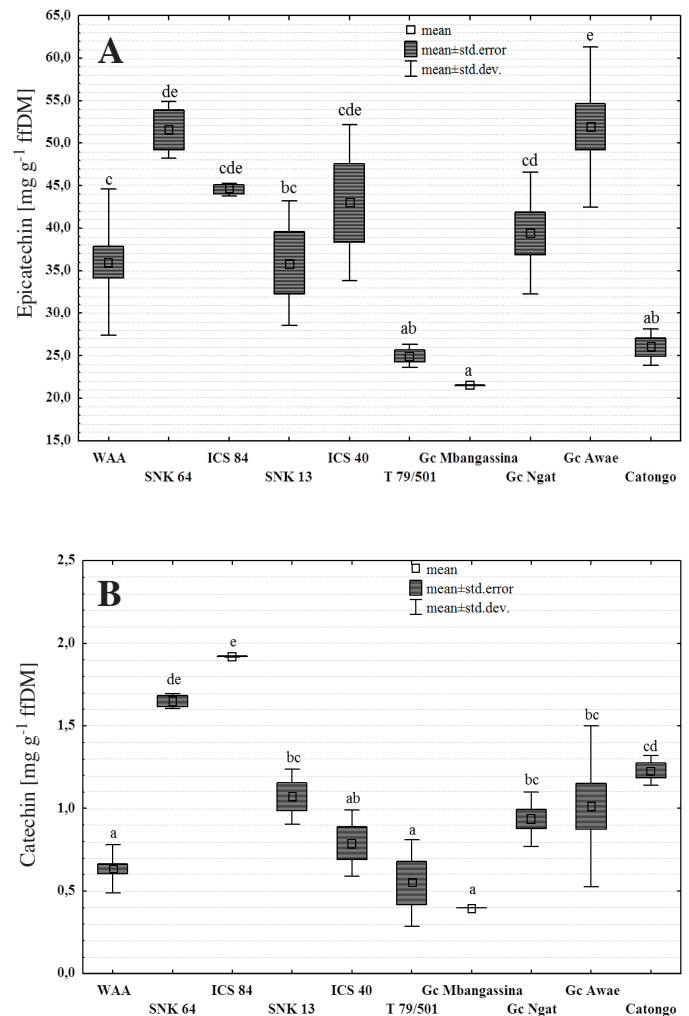 A
mean
mean±std.error
mean±std.dev.
Epicatechin [mg g-1 ffDM]
65,0
60,0
55,0
50,0
45,0
40,0
35,0
30,0
25,0
20,0
15,0
c
de
cde
bc
cde
ab
a
cd
e
ab
WAA ICS 84 ICS 40 Gc Mbangassina Gc Awae
SNK 64 SNK 13 T 79/501 Gc Ngat Catongo
B
mean
mean±std.error
mean±std.dev.
Catechin [mg g-1 ffDM]
2,5
2,0
1,5
1,0
0,5
0,0
a
de
e
bc
ab
a
a
bc
bc
cd
WAA ICS 84 ICS 40 Gc Mbangassina Gc Awae
SNK 64 SNK 13 T 79/501 Gc Ngat Catongo